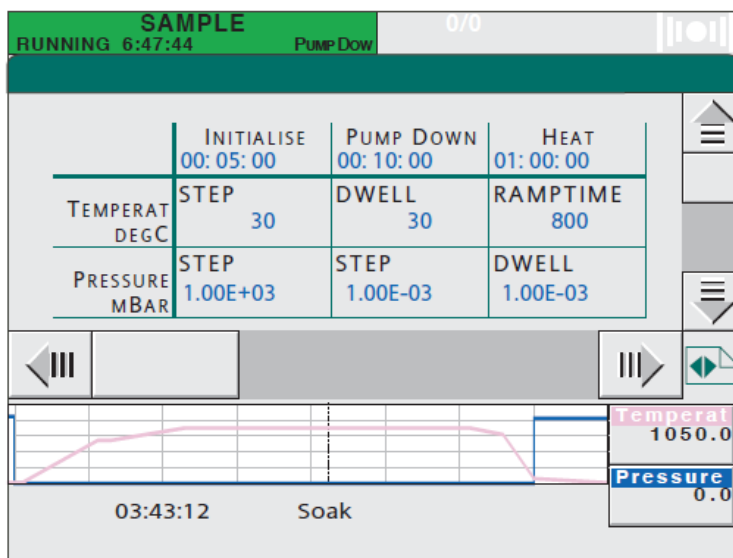 SAMPLE
0/0
RUNNING 6:47:44 PUMP DOW
INITIALISE PUMP DOWN HEAT
00: 05: 00 00: 10: 00 01: 00: 00
TEMPERAT STEP DWELL RAMPTIME
DEGC 30 30 800
PRESSURE STEP STEP DWELL
MBAR 1.00E+03 1.00E-03 1.00E-03
Temperat
1050.0
Pressure
0.0
03:43:12 Soak